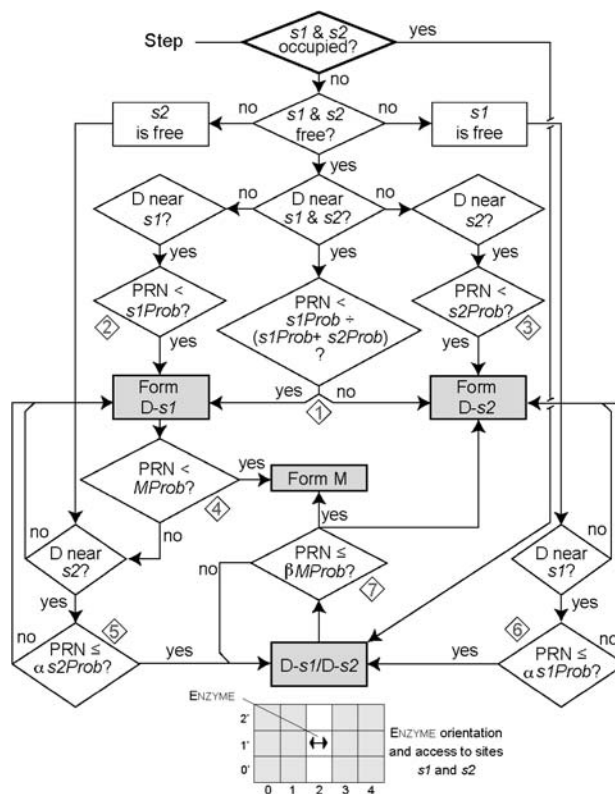 Step
s1 & s2
occupied?
yes
no
s2
is free
no
s1 & s2
free?
no
s1
is free
yes
D near
s1?
no
D near
s1 & s2?
no
D near
s2?
yes
yes
yes
PRN <
s1Prob?
2
PRN <
s1Prob ÷
(s1Prob+ s2Prob)
?
PRN <
s2Prob?
3
yes
yes
Form
D-s1
yes
no
1
Form
D-s2
PRN <
MProb?
yes
4
Form M
no
yes
no
D near
s2?
no
PRN ≤
βMProb?
7
D near
s1?
no
yes
yes
5
no
PRN ≤
α s2Prob?
yes
D-s1/D-s2
yes
6
PRN ≤
α s1Prob?
no
ENZYME
2'
1'
0'
0 1 2 3 4
ENZYME orientation
and access to sites
s1 and s2